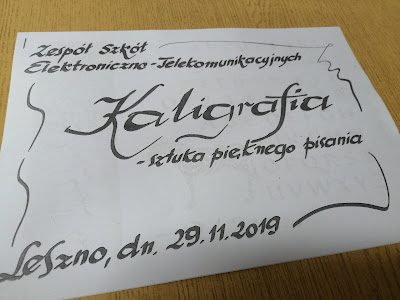 Zespół Szkół
Elektroniczno-Telekomunikacyjnych
Kaligrafia
- sztuka pięknego pisania
Leszno, dn. 29.11.2019